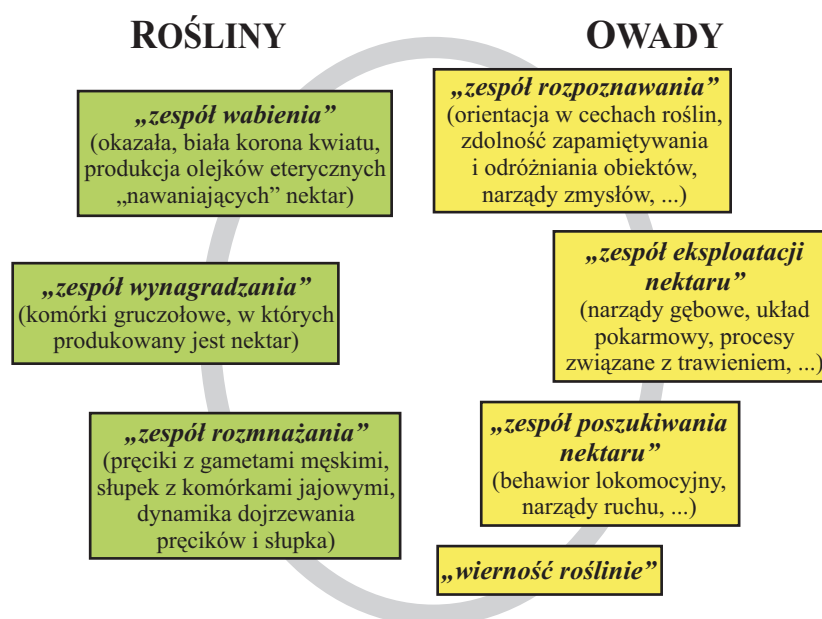 ROŚLINY
„zespół wabienia”
(okazała, biała korona kwiatu,
produkcja olejków eterycznych
„nawaniających” nektar)
„zespół wynagradzania”
(komórki gruczołowe, w których
produkowany jest nektar)
„zespół rozmnażania”
(pręciki z gametami męskimi,
słupek z komórkami jajowymi,
dynamika dojrzewania
pręcików i słupka)
OWADY
„zespół rozpoznawania”
(orientacja w cechach roślin,
zdolność zapamiętywania
i odróżniania obiektów,
narządy zmysłów, ...)
„zespół eksploatacji
nektaru”
(narządy gębowe, układ
pokarmowy, procesy
związane z trawieniem, ...)
„zespół poszukiwania
nektaru”
(behawior lokomocyjny,
narządy ruchu, ...)
„wierność roślinie”